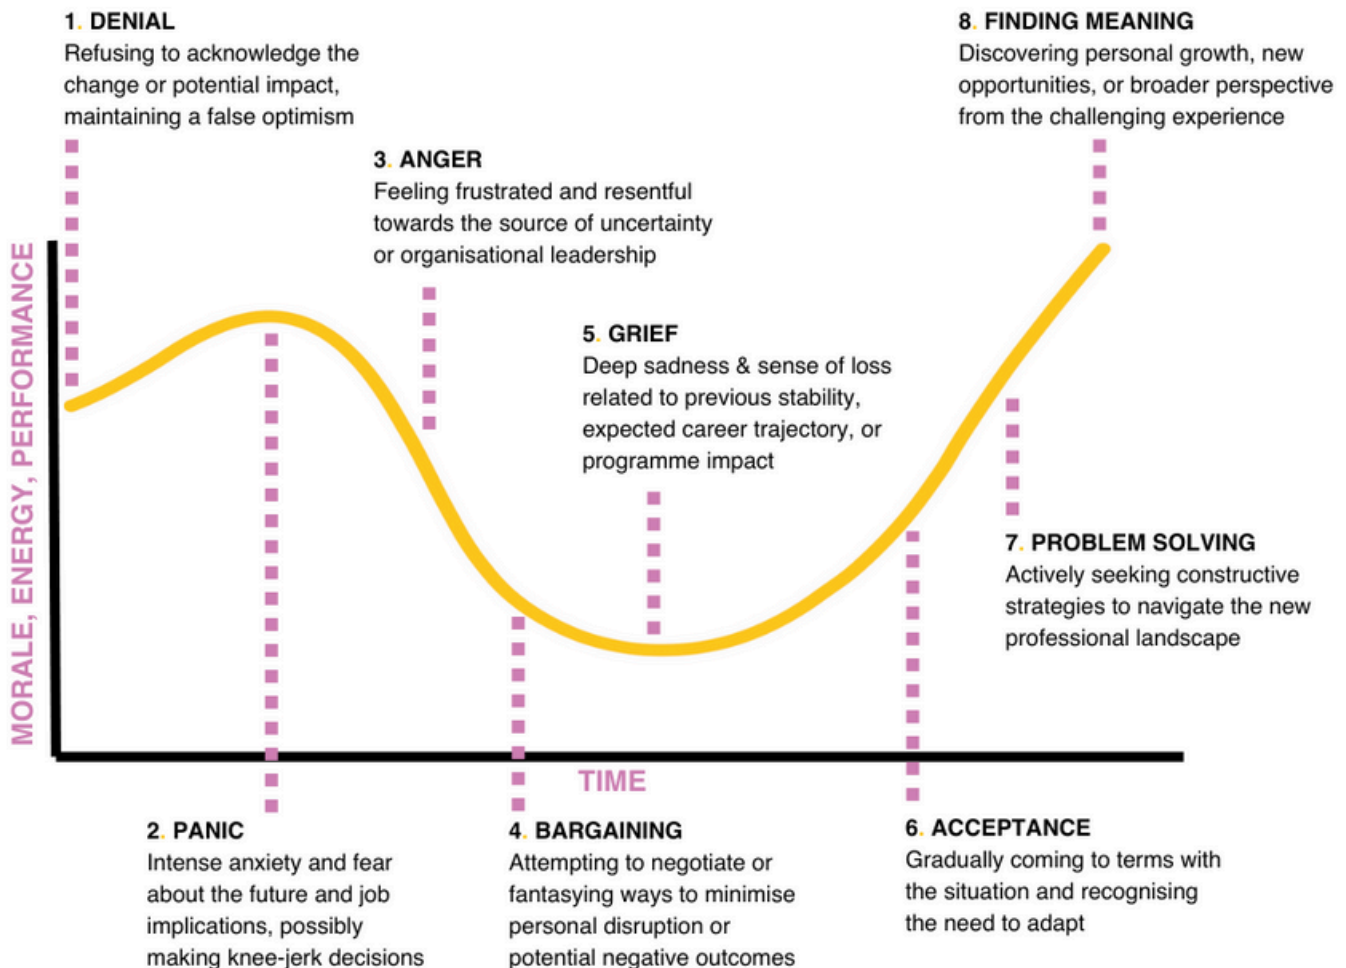 1. DENIAL
Refusing to acknowledge the
change or potential impact,
maintaining a false optimism
8. FINDING MEANING
Discovering personal growth, new
opportunities, or broader perspective
from the challenging experience
3. ANGER
Feeling frustrated and resentful
towards the source of uncertainty
or organisational leadership
MORALE, ENERGY, PERFORMANCE
5. GRIEF
Deep sadness & sense of loss
related to previous stability,
expected career trajectory, or
programme impact
7. PROBLEM SOLVING
Actively seeking constructive
strategies to navigate the new
professional landscape
TIME
2. PANIC
Intense anxiety and fear
about the future and job
implications, possibly
making knee-jerk decisions
4. BARGAINING
Attempting to negotiate or
fantasying ways to minimise
personal disruption or
potential negative outcomes
6. ACCEPTANCE
Gradually coming to terms with
the situation and recognising
the need to adapt